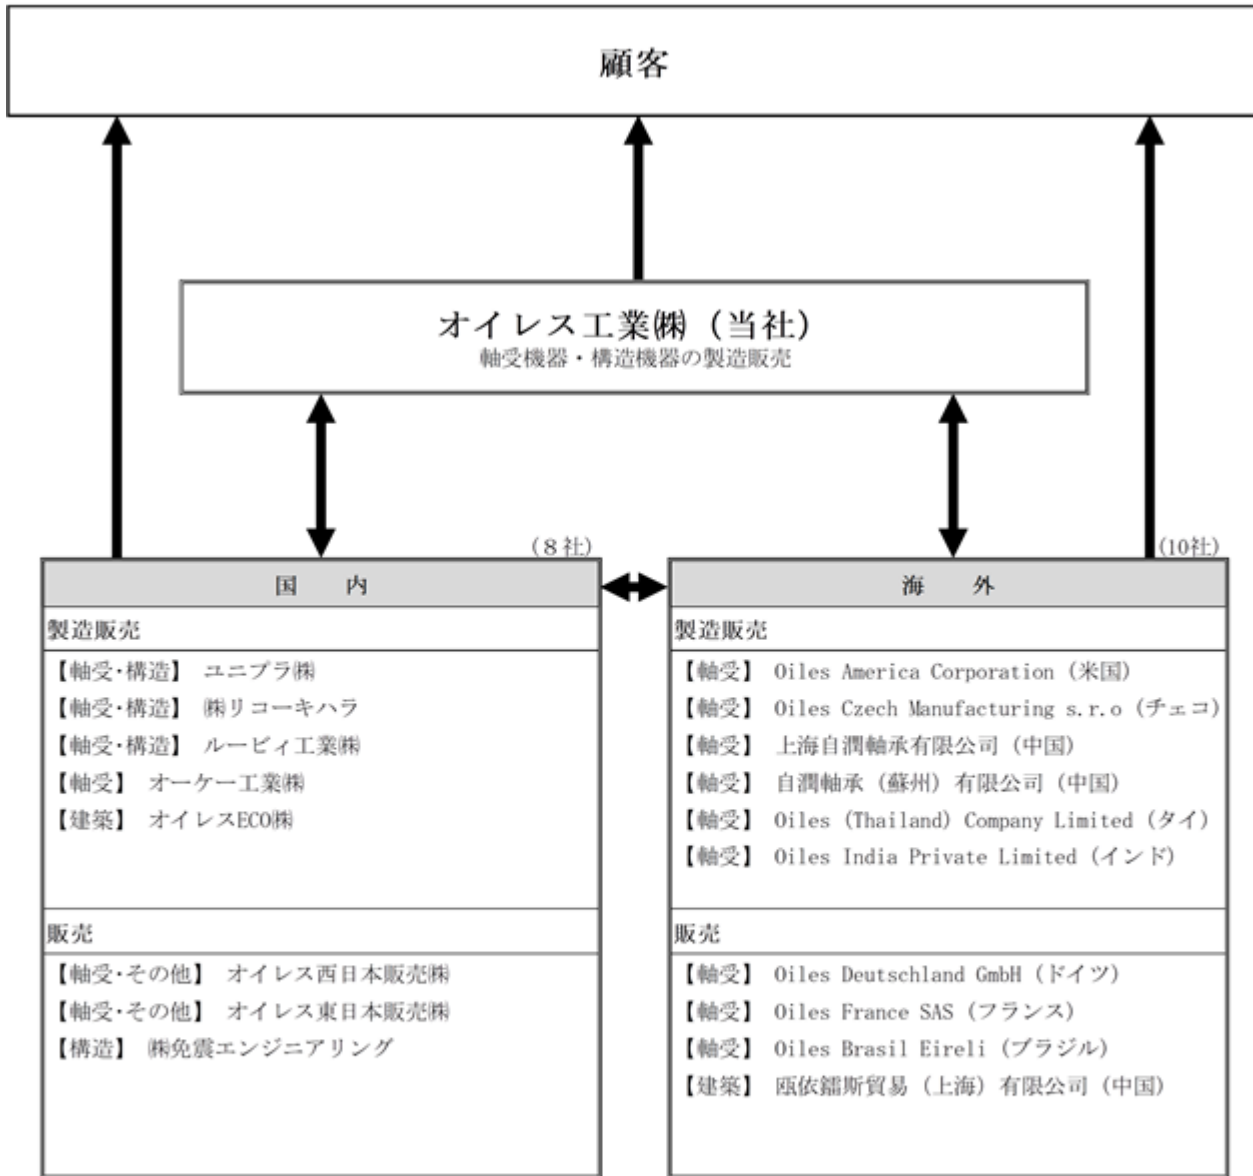 顧客
オイレス工業㈱（当社）
軸受機器・構造機器の製造販売
(８社)
国　内
製造販売
【軸受･構造】 ユニプラ㈱
【軸受･構造】 ㈱リコーキハラ
【軸受･構造】 ルービィ工業㈱
【軸受】 オーケー工業㈱
【建築】 オイレスECO㈱
販売
【軸受･その他】 オイレス西日本販売㈱
【軸受･その他】 オイレス東日本販売㈱
【構造】 ㈱免震エンジニアリング
(10社)
海　外
製造販売
【軸受】 Oiles America Corporation (米国)
【軸受】 Oiles Czech Manufacturing s.r.o (チェコ)
【軸受】 上海自潤軸承有限公司 (中国)
【軸受】 自潤軸承 (蘇州) 有限公司 (中国)
【軸受】 Oiles (Thailand) Company Limited (タイ)
【軸受】 Oiles India Private Limited (インド)
販売
【軸受】 Oiles Deutschland GmbH (ドイツ)
【軸受】 Oiles France SAS (フランス)
【軸受】 Oiles Brasil Eireli (ブラジル)
【建築】 瓯依鑐斯貿易 (上海) 有限公司 (中国)